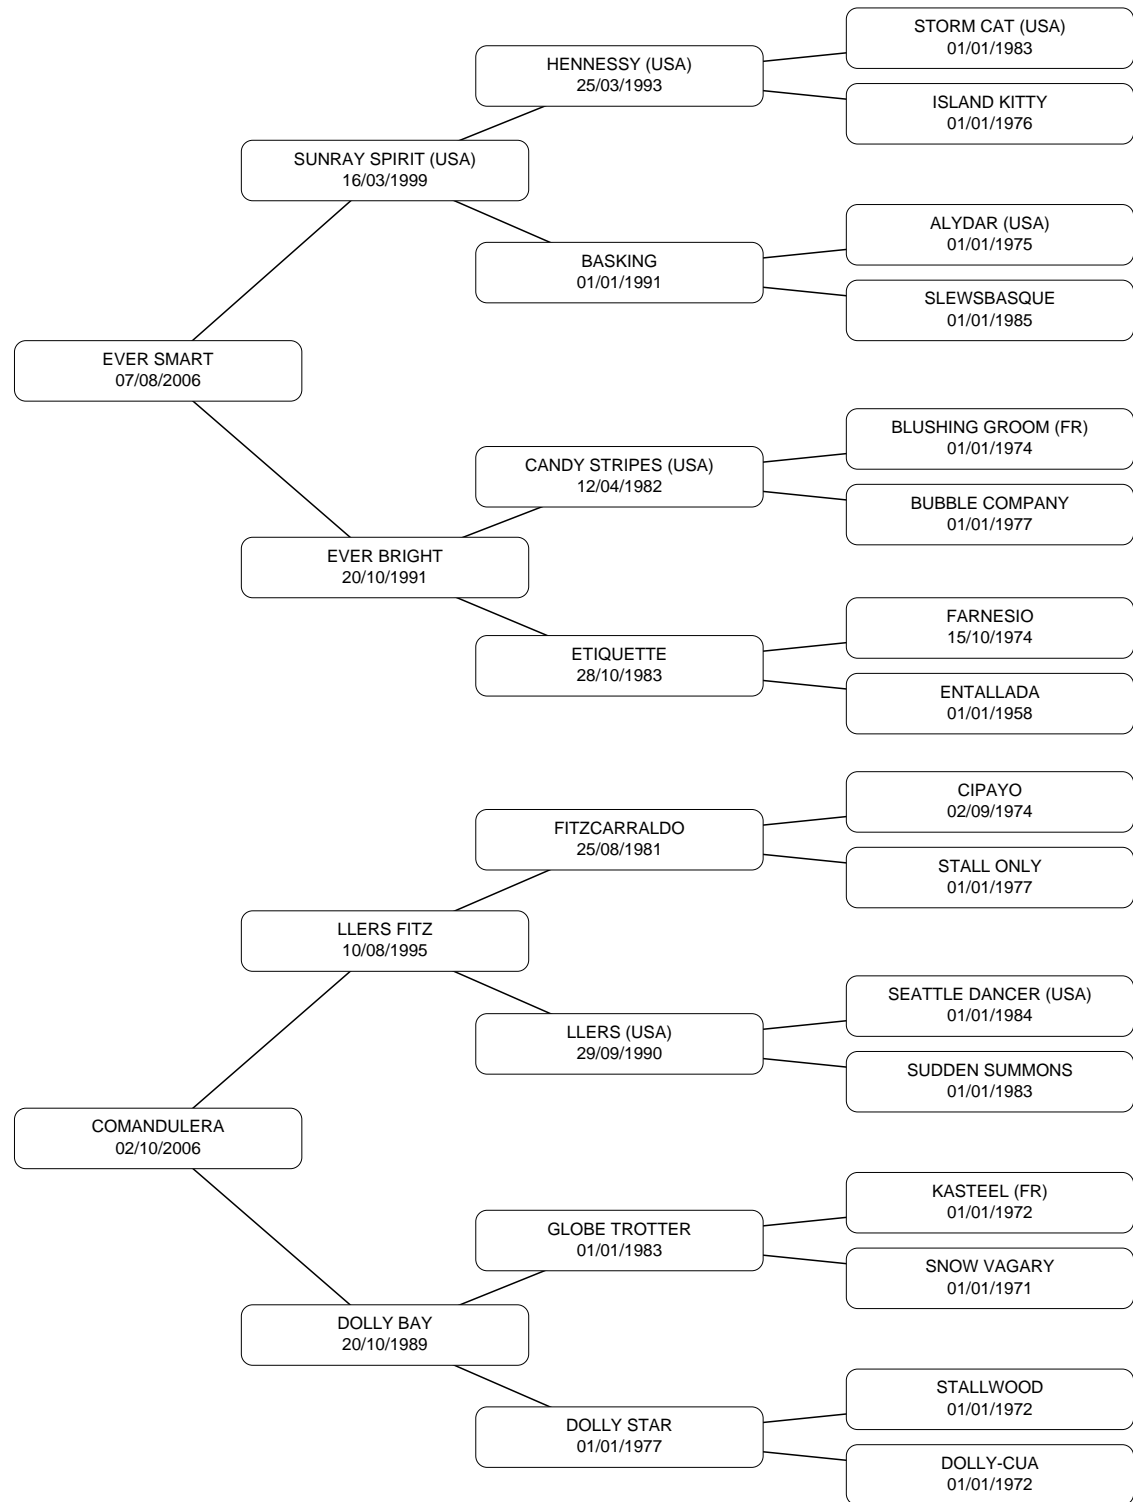 STORM CAT (USA)
01/01/1983
HENNESSY (USA)
25/03/1993
ISLAND KITTY
01/01/1976
SUNRAY SPIRIT (USA)
16/03/1999
ALYDAR (USA)
01/01/1975
BASKING
01/01/1991
SLEWSBASQUE
01/01/1985
EVER SMART
07/08/2006
BLUSHING GROOM (FR)
01/01/1974
CANDY STRIPES (USA)
12/04/1982
BUBBLE COMPANY
01/01/1977
EVER BRIGHT
20/10/1991
FARNESIO
15/10/1974
ETIQUETTE
28/10/1983
ENTALLADA
01/01/1958
CIPAYO
02/09/1974
FITZCARRALDO
25/08/1981
STALL ONLY
01/01/1977
LLERS FITZ
10/08/1995
SEATTLE DANCER (USA)
01/01/1984
LLERS (USA)
29/09/1990
SUDDEN SUMMONS
01/01/1983
COMANDULERA
02/10/2006
KASTEEL (FR)
01/01/1972
GLOBE TROTTER
01/01/1983
SNOW VAGARY
01/01/1971
DOLLY BAY
20/10/1989
STALLWOOD
01/01/1972
DOLLY STAR
01/01/1977
DOLLY-CUA
01/01/1972